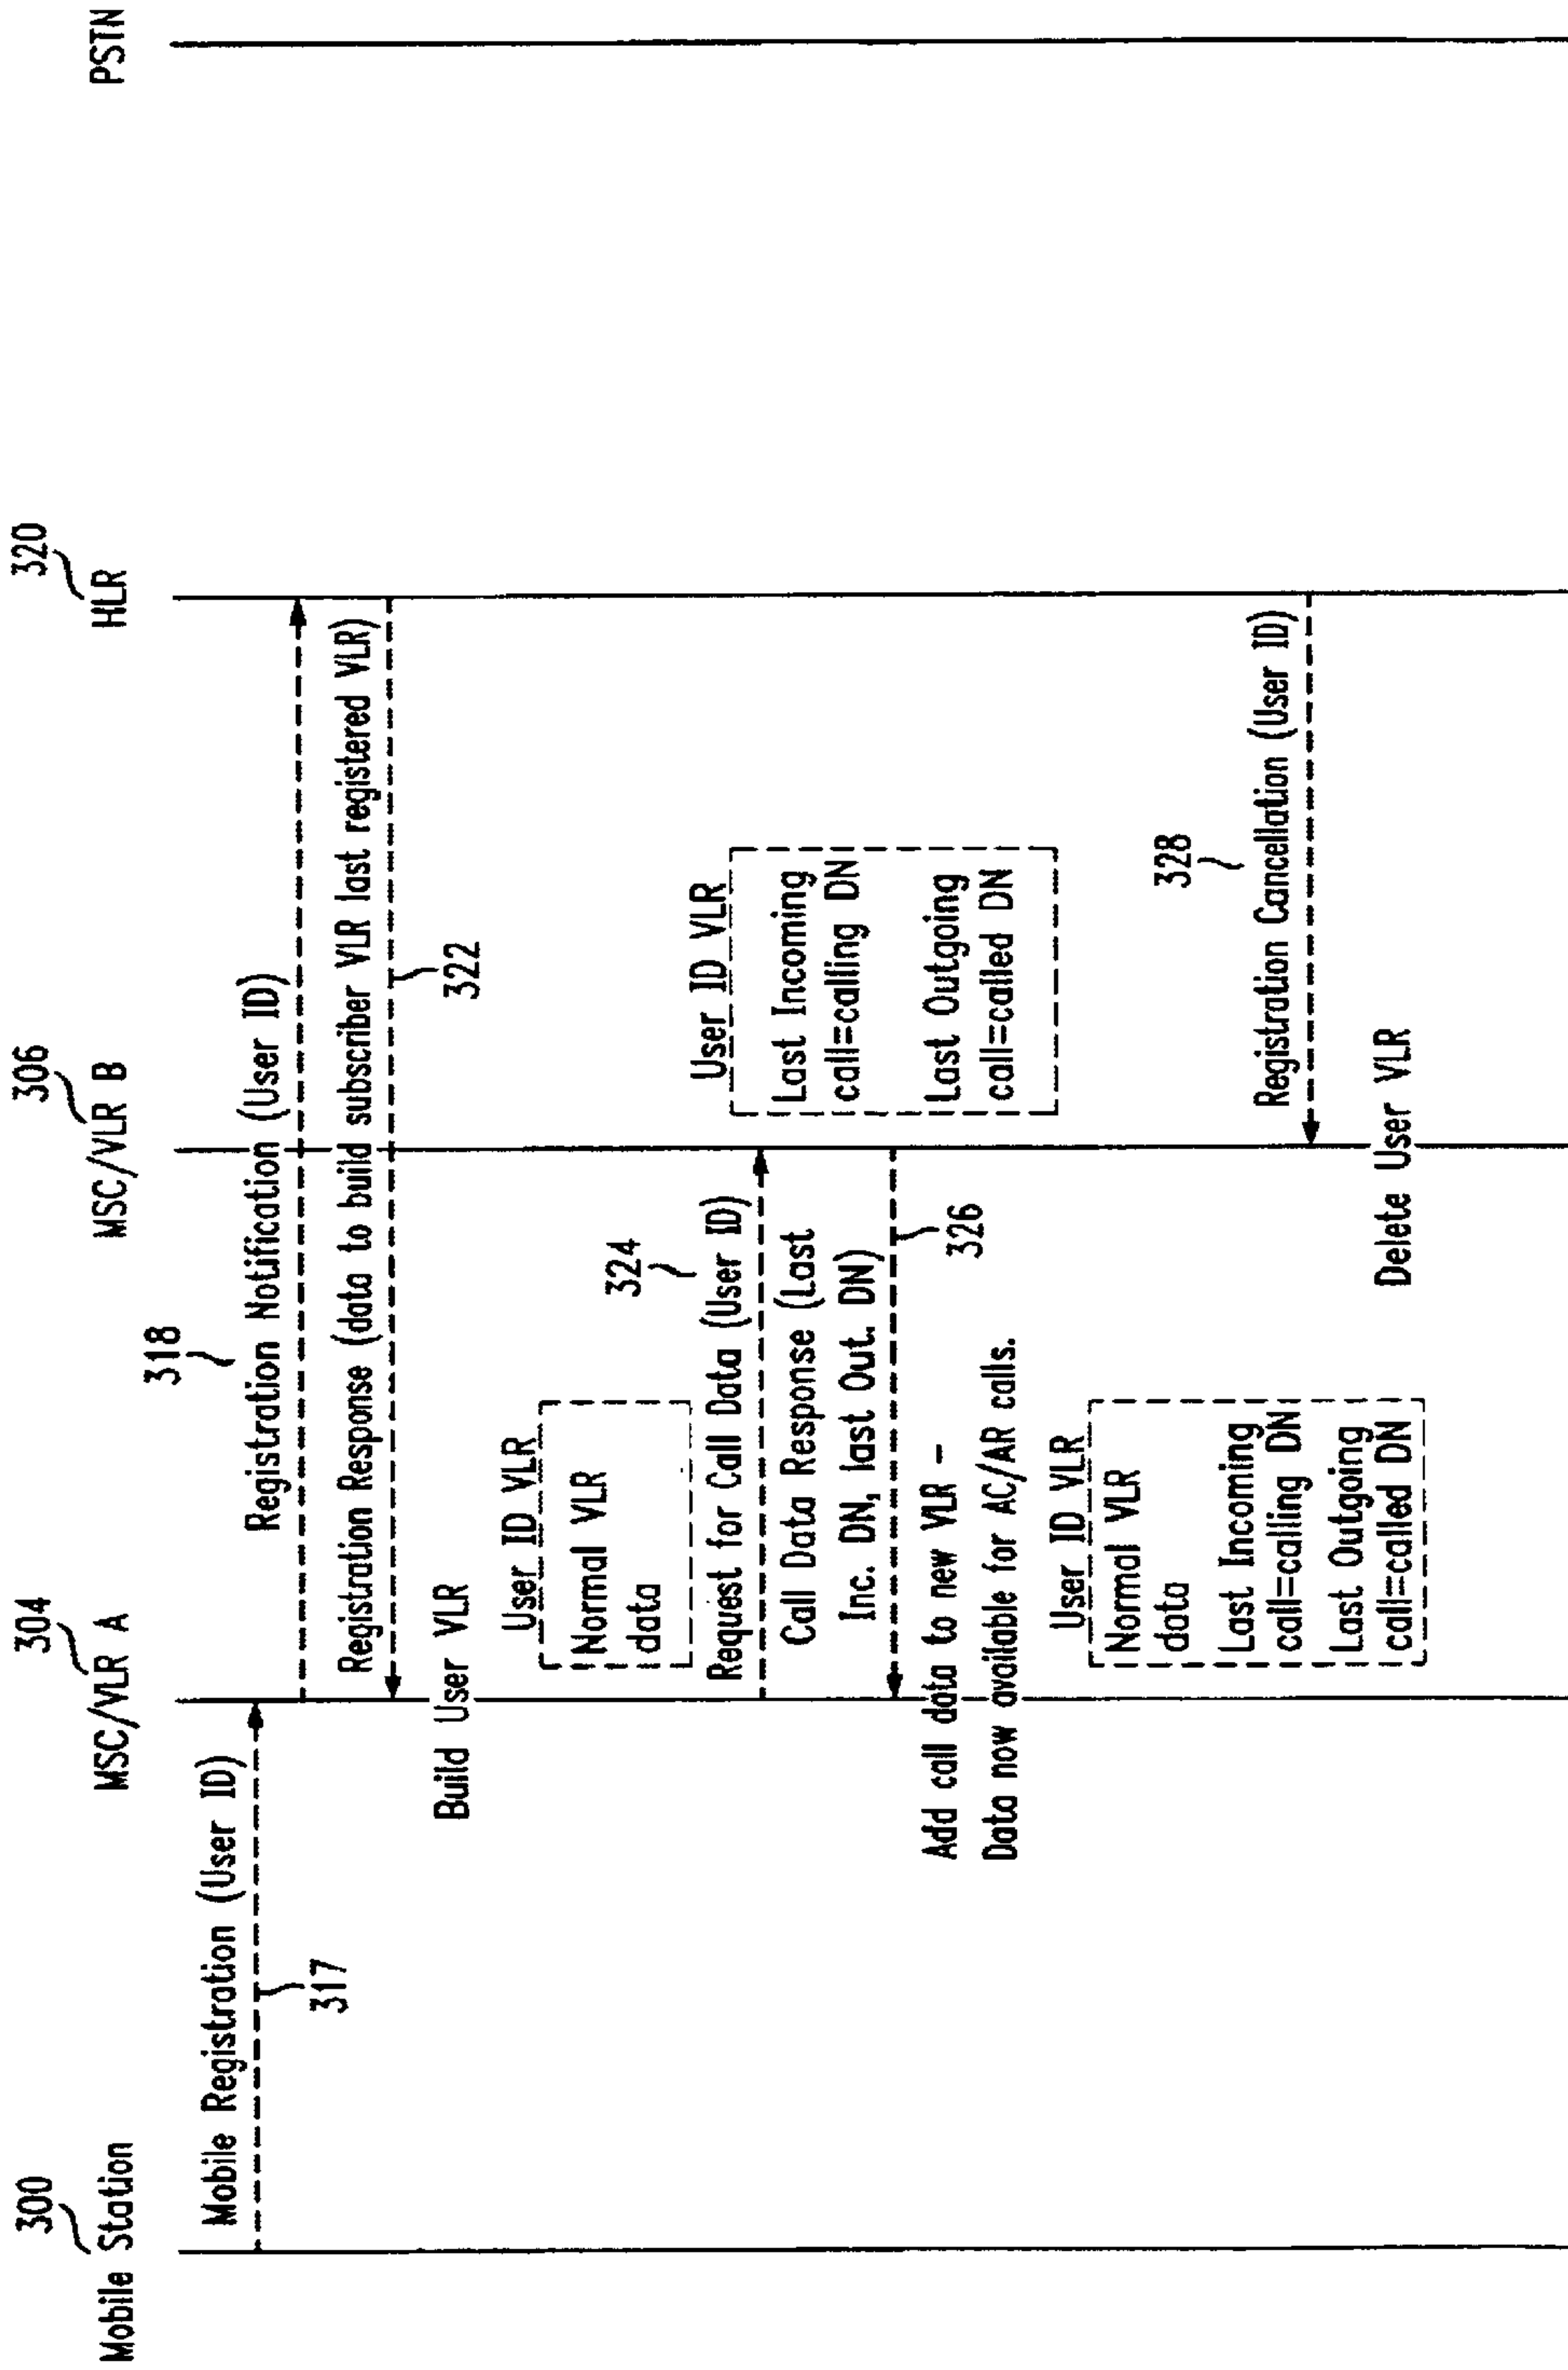 300
Mobile Station
304
MSC/VLR A
306
MSC/VLR B
320
HLR
PSTN
Mobile Registration (User ID)
317
318
Registration Notification (User ID)
Registration Response (data to build subscriber VLR last registered VLR)
322
Build User VLR
User ID VLR
Normal VLR
data
324
Request for Call Data (User ID)
Call Data Response (Last
Inc. DN, last Out. DN)
326
User ID VLR
Last Incoming
call=calling DN
Last Outgoing
call=called DN
Add call data to new VLR -
Data now available for AC/AR calls.
User ID VLR
Normal VLR
data
Last Incoming
call=calling DN
Last Outgoing
call=called DN
328
Registration Cancellation (User ID)
Delete User VLR